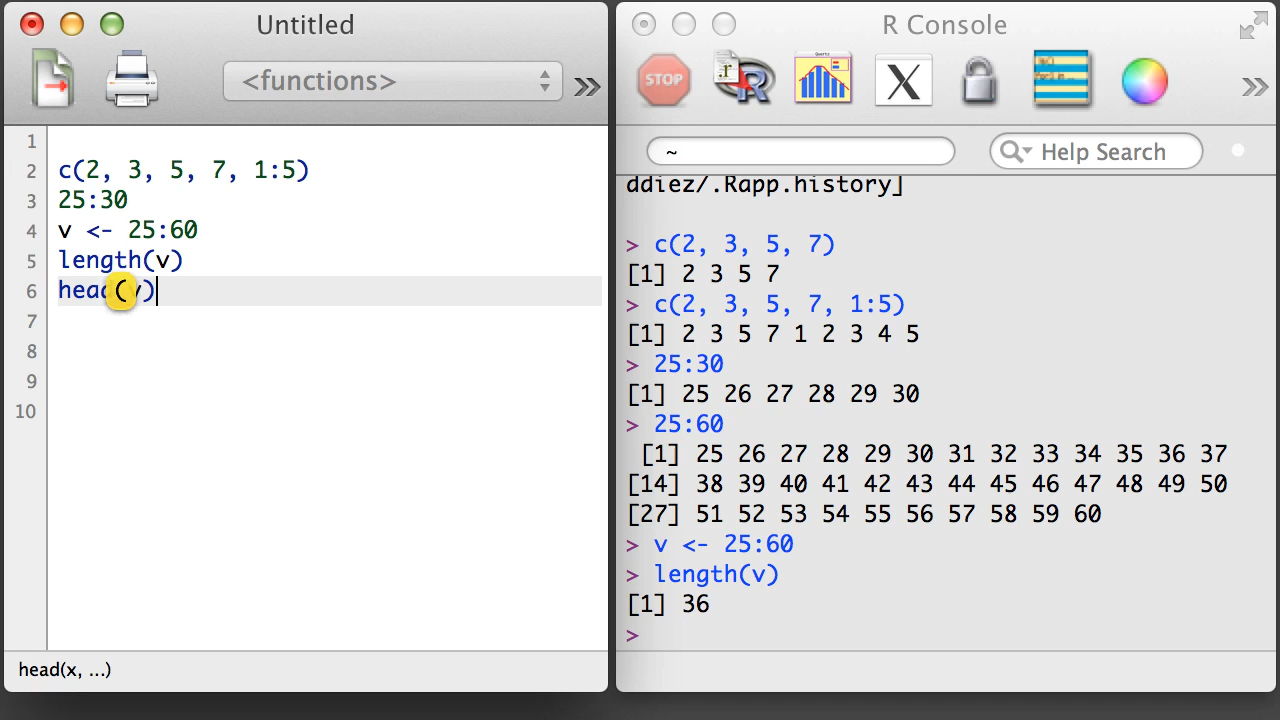 Untitled
<functions>
1
2 c(2, 3, 5, 7, 1:5)
3 25:30
4 v <- 25:60
5 length(v)
6 head(v)
7
8
9
10
head(x, ...)
R Console
STOP
R
X
~
Help Search
ddiez/.Rapp.history]
> c(2, 3, 5, 7)
[1] 2 3 5 7
> c(2, 3, 5, 7, 1:5)
[1] 2 3 5 7 1 2 3 4 5
> 25:30
[1] 25 26 27 28 29 30
> 25:60
[1] 25 26 27 28 29 30 31 32 33 34 35 36 37
[14] 38 39 40 41 42 43 44 45 46 47 48 49 50
[27] 51 52 53 54 55 56 57 58 59 60
> v <- 25:60
> length(v)
[1] 36
>